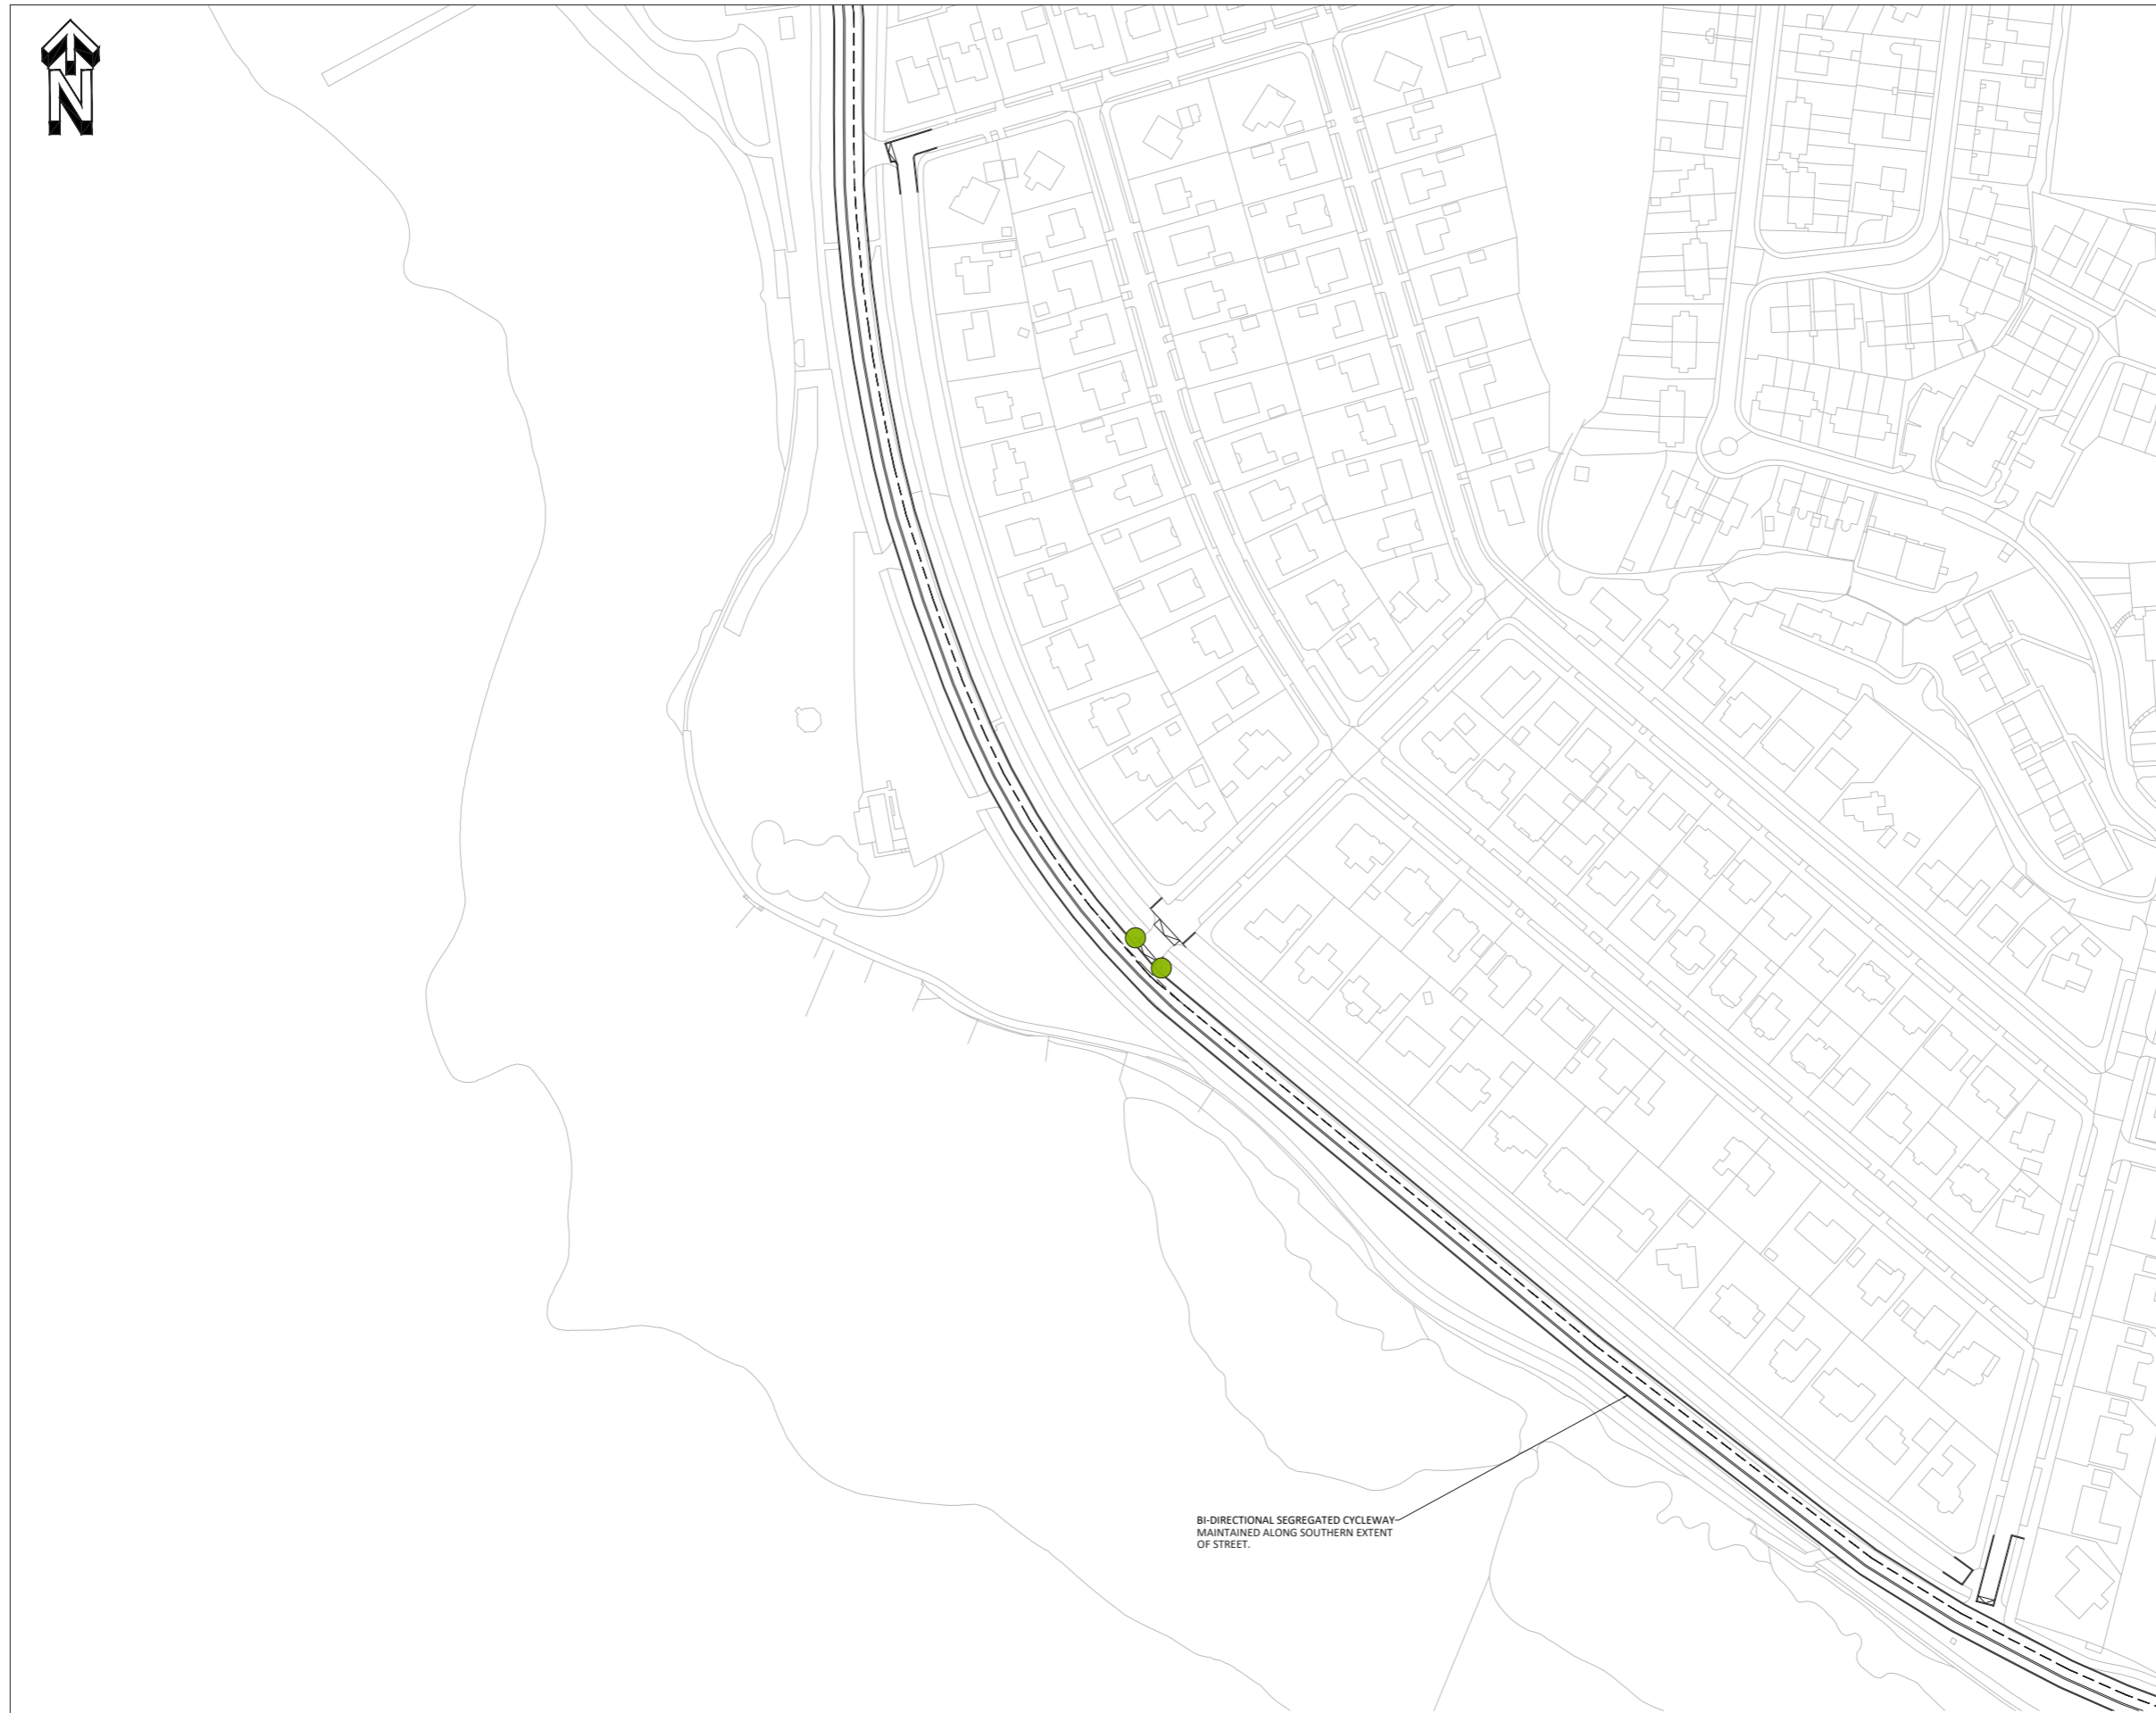 N
BI-DIRECTIONAL SEGREGATED CYCLEWAY
MAINTAINED ALONG SOUTHERN EXTENT
OF STREET.